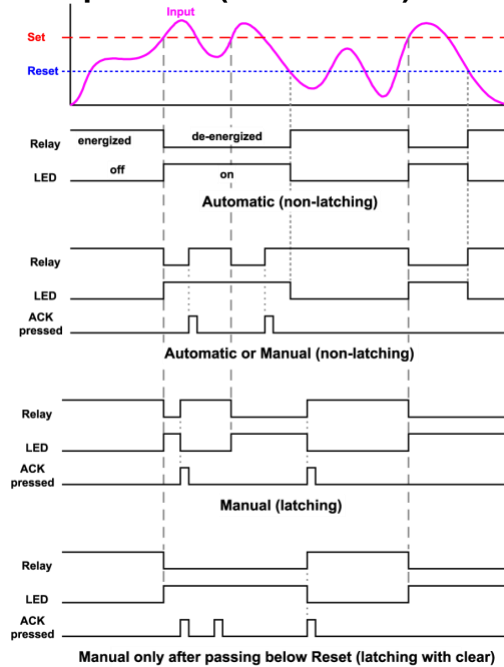 Input
Set
Reset
energized
de-energized
Relay
off
on
LED
Automatic (non-latching)
Relay
LED
ACK
pressed
Automatic or Manual (non-latching)
Relay
LED
ACK
pressed
Manual (latching)
Relay
LED
ACK
pressed
Manual only after passing below Reset (latching with clear)